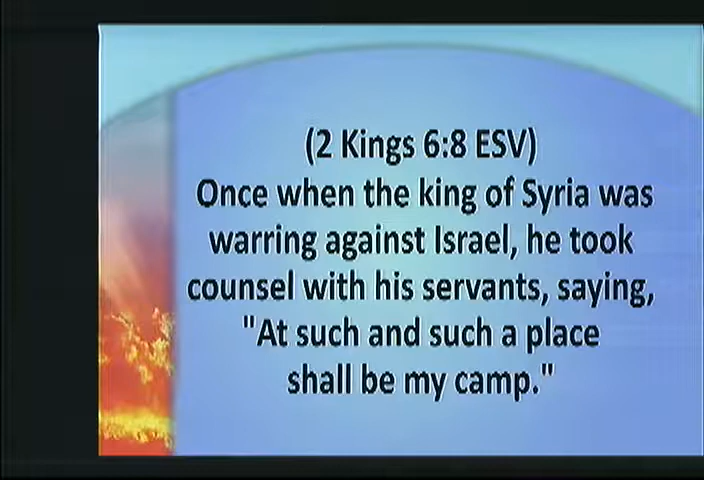 (2 Kings 6:8 ESV)
Once when the king of Syria was
warring against Israel, he took
counsel with his servants, saying,
"At such and such a place
shall be my camp."